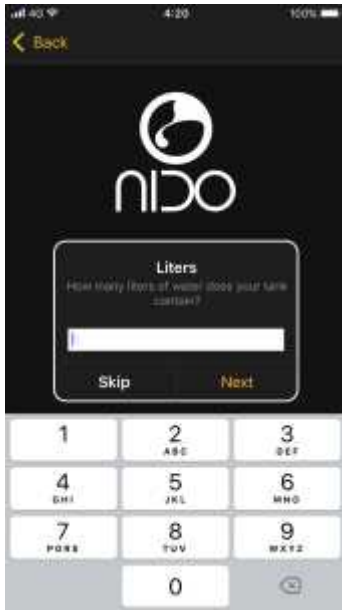 4G 4:20 100%
Back
NIDO
Liters
How many liters of water does your tank
contain?
Skip Next
1 2 3
ABC DEF
4 5 6
GHI JKL MNO
7 8 9
PQRS TUV WXYZ
0